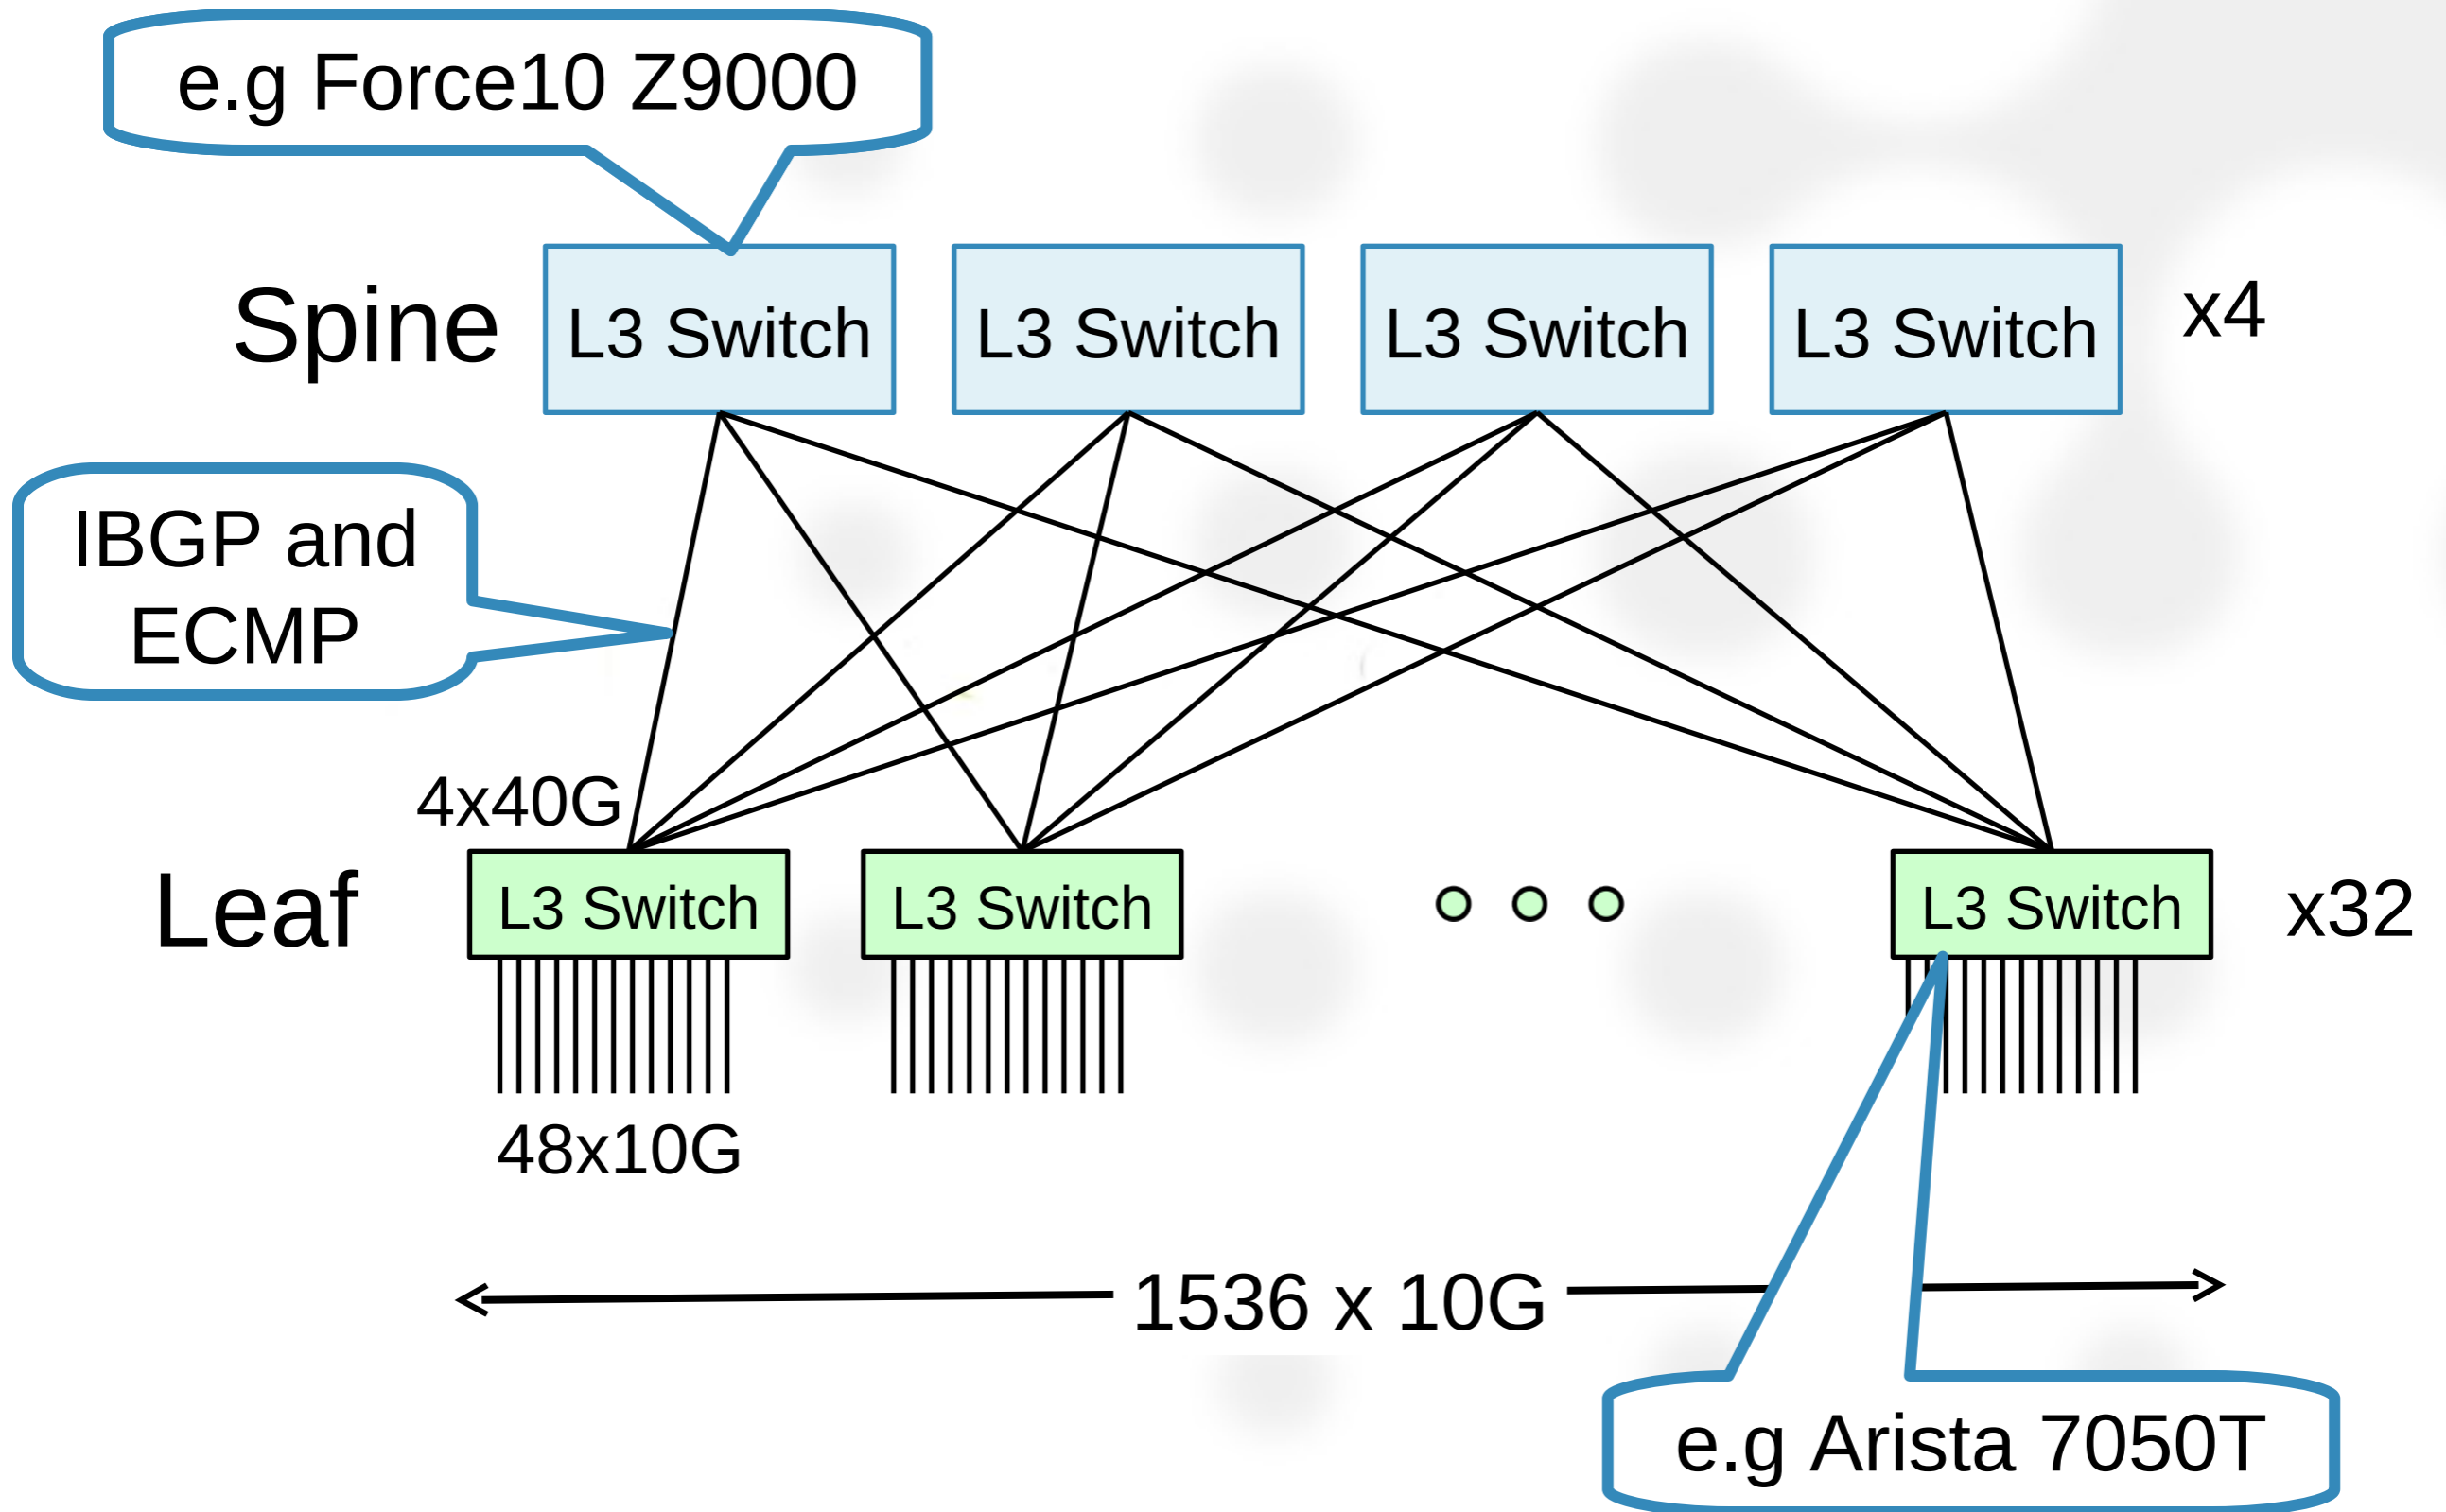 e.g Force10 Z9000
Spine
L3 Switch
L3 Switch
L3 Switch
L3 Switch
x4
IBGP and
ECMP
4x40G
Leaf
L3 Switch
L3 Switch
L3 Switch
x32
48x10G
1536 x 10G
e.g Arista 7050T